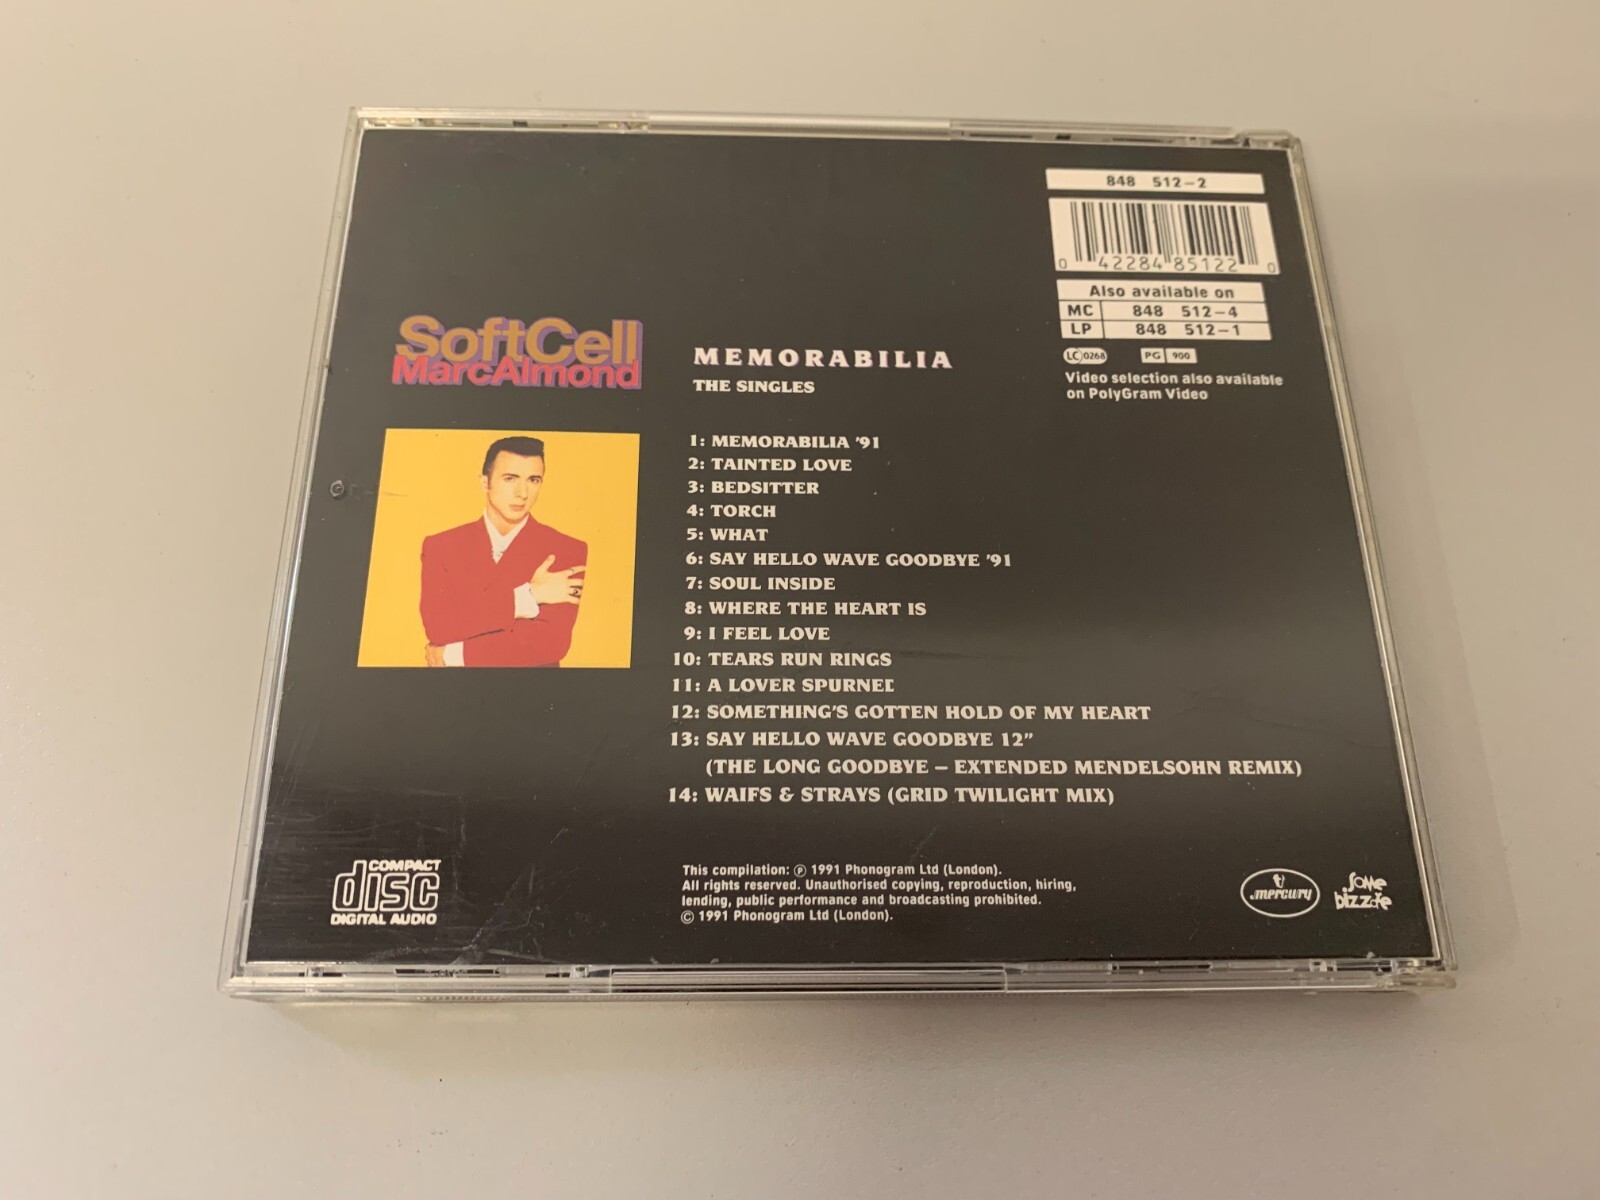 848 512-2
0 42284 85122 0
Also available on
MC 848 512-4
LP 848 512-1
LC 0268 PG 900
Video selection also available
on PolyGram Video
SoftCell
MarcAlmond
MEMORABILIA
THE SINGLES
1: MEMORABILIA '91
2: TAINTED LOVE
3: BEDSITTER
4: TORCH
5: WHAT
6: SAY HELLO WAVE GOODBYE '91
7: SOUL INSIDE
8: WHERE THE HEART IS
9: I FEEL LOVE
10: TEARS RUN RINGS
11: A LOVER SPURNED
12: SOMETHING'S GOTTEN HOLD OF MY HEART
13: SAY HELLO WAVE GOODBYE 12"
(THE LONG GOODBYE – EXTENDED MENDELSOHN REMIX)
14: WAIFS & STRAYS (GRID TWILIGHT MIX)
COMPACT
disc
DIGITAL AUDIO
This compilation: ℗ 1991 Phonogram Ltd (London).
All rights reserved. Unauthorised copying, reproduction, hiring,
lending, public performance and broadcasting prohibited.
© 1991 Phonogram Ltd (London).
mercury
Some
bizzare